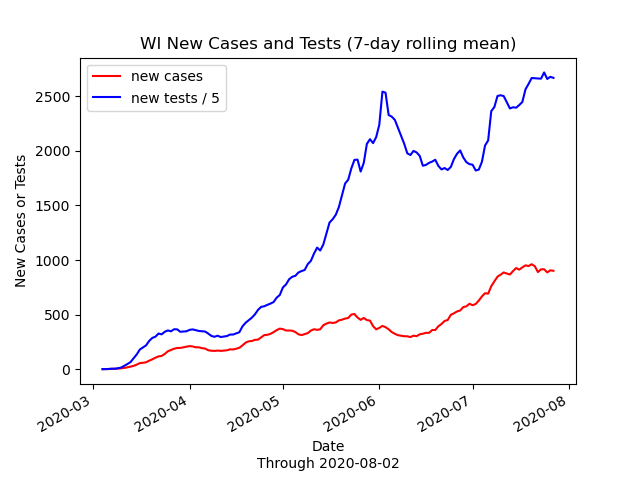 WI New Cases and Tests (7-day rolling mean)
new cases
new tests / 5
New Cases or Tests
2500
2000
1500
1000
500
0
2020-03
2020-04
2020-05
2020-06
2020-07
2020-08
Date
Through 2020-08-02